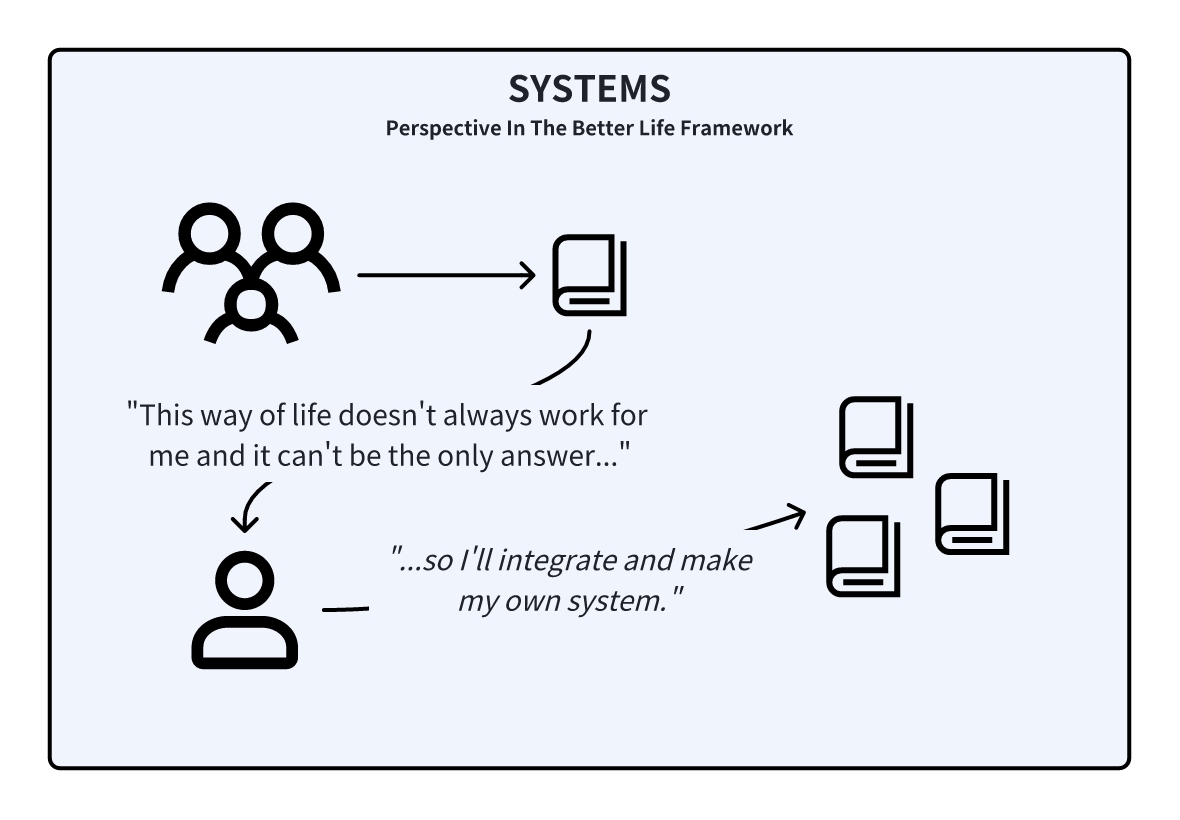 SYSTEMS
Perspective In The Better Life Framework
"This way of life doesn't always work for
me and it can't be the only answer..."
"...so I'll integrate and make
my own system."